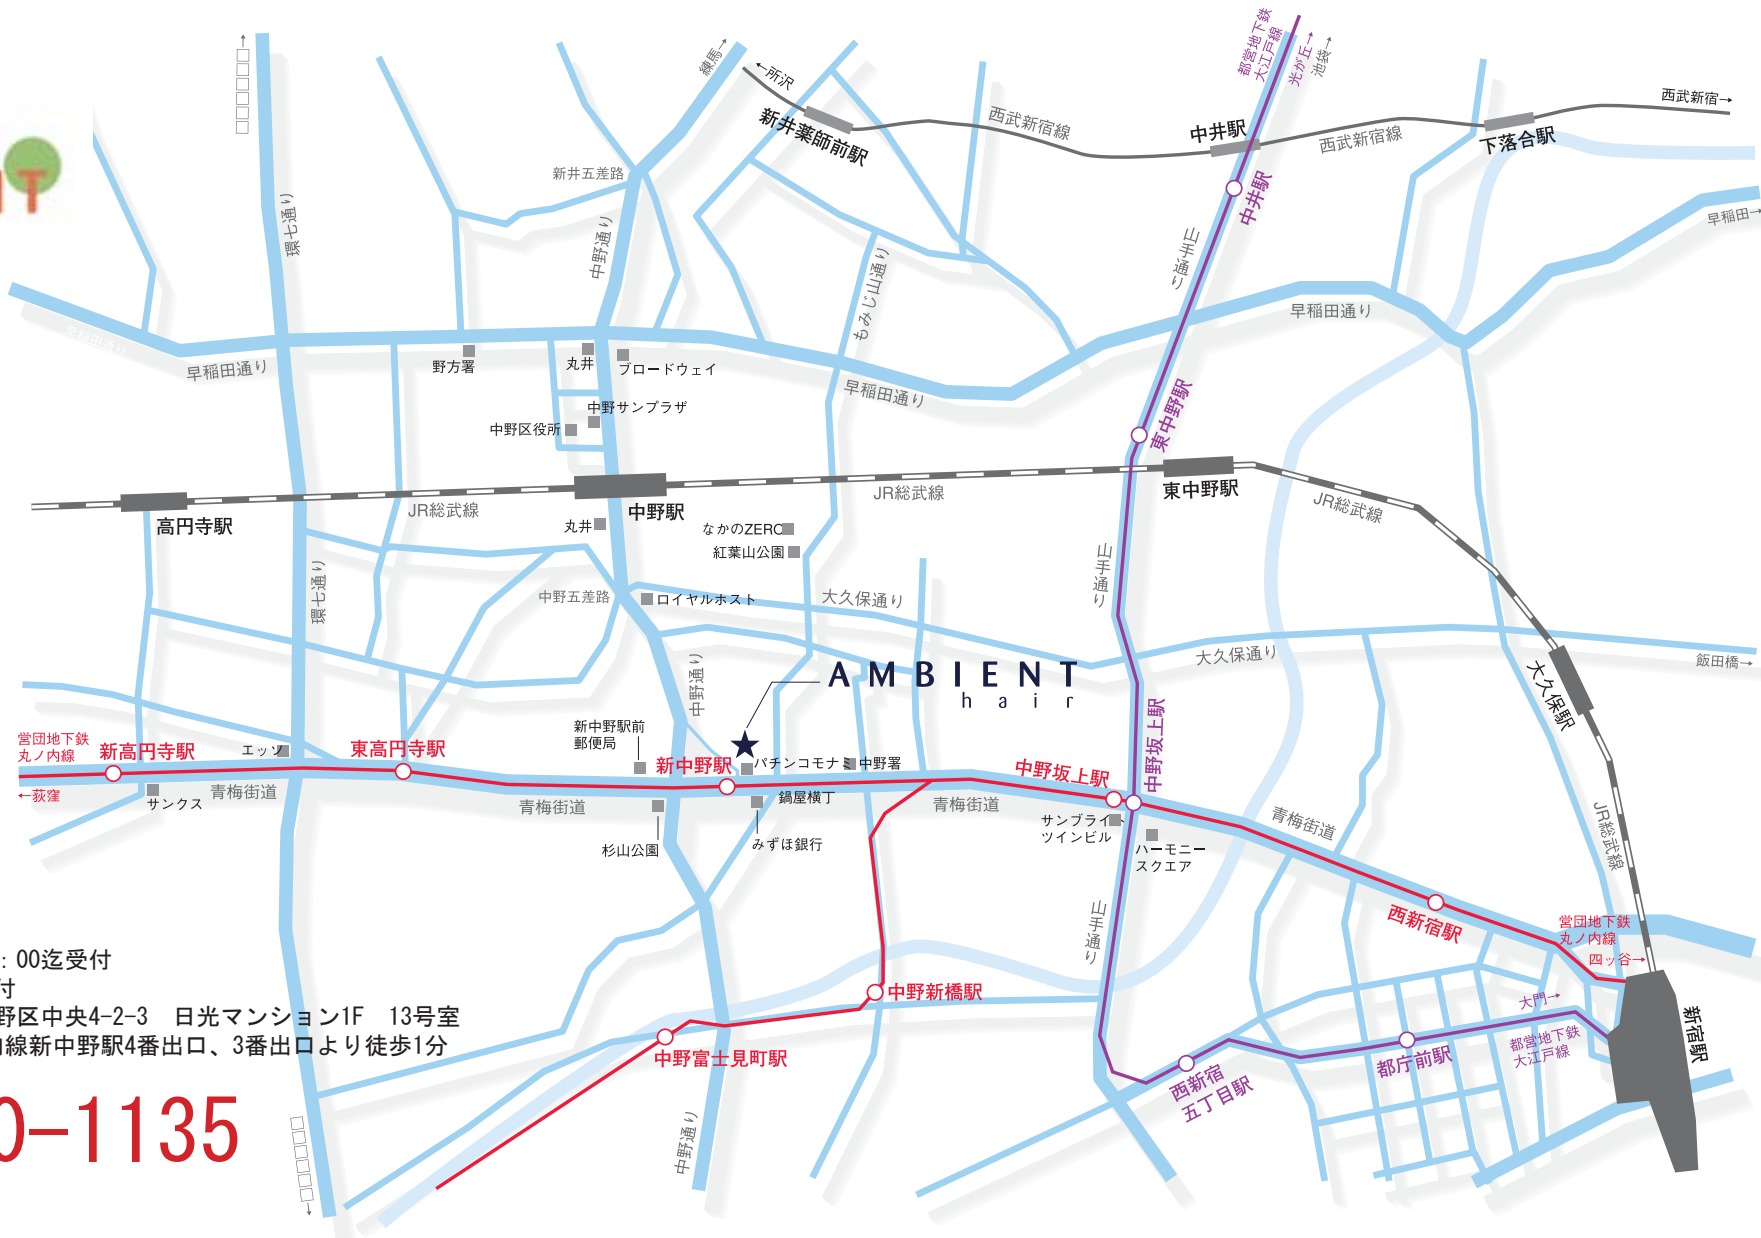 都営地下鉄
大江戸線
光が丘→
池袋→
練馬→
←所沢
新井薬師前駅
西武新宿線
中井駅
西武新宿線
下落合駅
西武新宿→
中井駅
新井五差路
環七通り
中野通り
もみじ山通り
山手通り
早稲田→
早稲田通り
早稲田通り
早稲田通り
早稲田通り
野方署
丸井
ブロードウェイ
中野サンプラザ
中野区役所
東中野駅
高円寺駅
JR総武線
中野駅
JR総武線
東中野駅
JR総武線
丸井
なかのZERO
紅葉山公園
環七通り
中野五差路
ロイヤルホスト
大久保通り
山手通り
大久保通り
飯田橋→
大久保駅
中野通り
AMBIENT
hair
営団地下鉄
丸ノ内線
新高円寺駅
エッソ
東高円寺駅
新中野駅前
郵便局
新中野駅
パチンコモナミ
中野署
中野坂上駅
中野坂上駅
←荻窪
サンクス
青梅街道
青梅街道
鍋屋横丁
青梅街道
サンブライト
ツインビル
ハーモニー
スクエア
青梅街道
JR総武線
杉山公園
みずほ銀行
山手通り
西新宿駅
営団地下鉄
丸ノ内線
四ッ谷→
：00迄受付
付
野区中央4-2-3　日光マンション1F　13号室
内線新中野駅4番出口、3番出口より徒歩1分
0-1135
中野新橋駅
中野富士見町駅
中野通り
西新宿
五丁目駅
都庁前駅
大門→
都営地下鉄
大江戸線
新宿駅
T